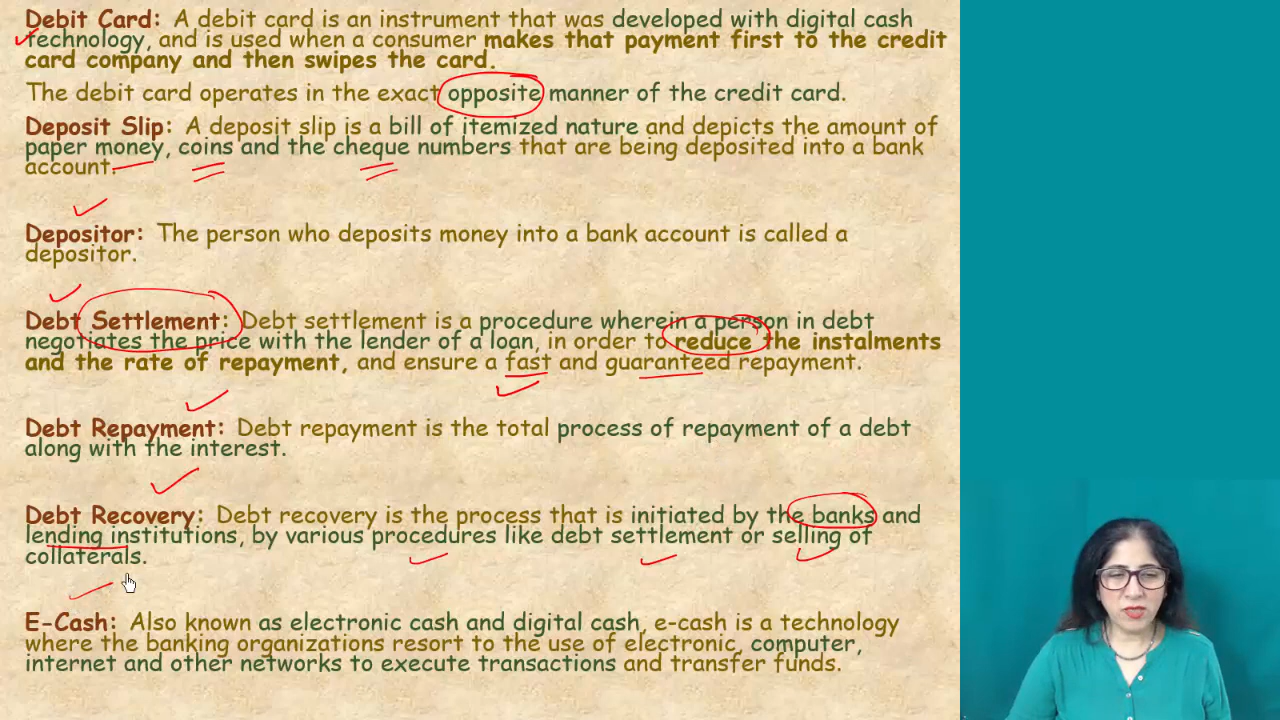 Debit Card: A debit card is an instrument that was developed with digital cash
technology, and is used when a consumer makes that payment first to the credit
card company and then swipes the card.
The debit card operates in the exact opposite manner of the credit card.
Deposit Slip: A deposit slip is a bill of itemized nature and depicts the amount of
paper money, coins and the cheque numbers that are being deposited into a bank
account.
Depositor: The person who deposits money into a bank account is called a
depositor.
Debt Settlement: Debt settlement is a procedure wherein a person in debt
negotiates the price with the lender of a loan, in order to reduce the instalments
and the rate of repayment, and ensure a fast and guaranteed repayment.
Debt Repayment: Debt repayment is the total process of repayment of a debt
along with the interest.
Debt Recovery: Debt recovery is the process that is initiated by the banks and
lending institutions, by various procedures like debt settlement or selling of
collaterals.
E-Cash: Also known as electronic cash and digital cash, e-cash is a technology
where the banking organizations resort to the use of electronic, computer,
internet and other networks to execute transactions and transfer funds.